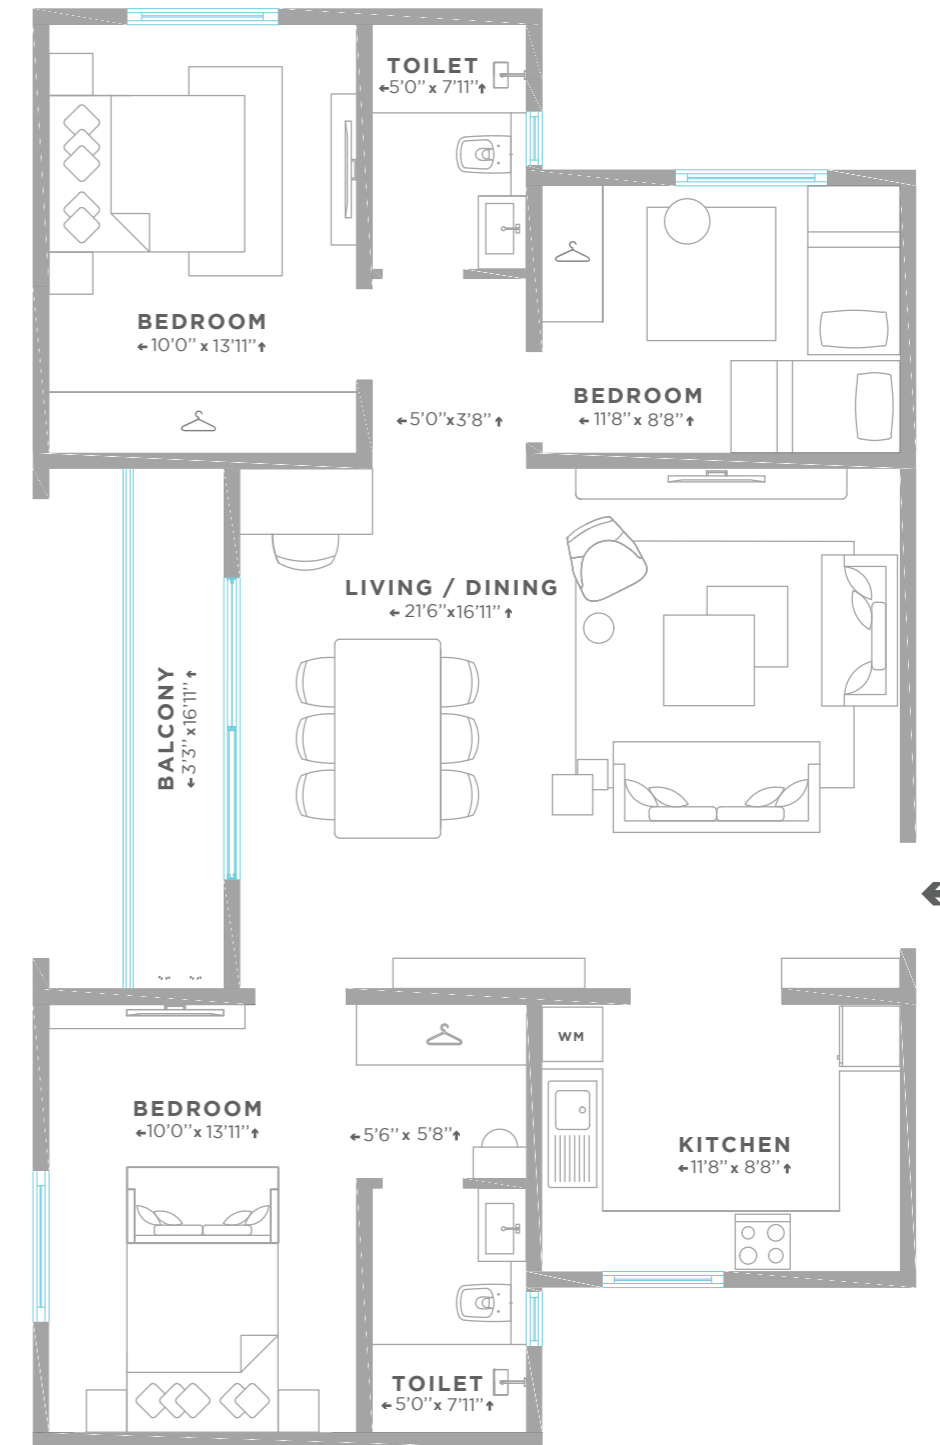 TOILET
5'0" x 7'11"
BEDROOM
10'0" x 13'11"
BEDROOM
11'8" x 8'8"
5'0"x3'8"
LIVING / DINING
21'6"x16'11"
BALCONY
3'3"x16'11"
WM
BEDROOM
10'0" x 13'11"
5'6"x 5'8"
KITCHEN
11'8"x 8'8"
TOILET
5'0"x 7'11"